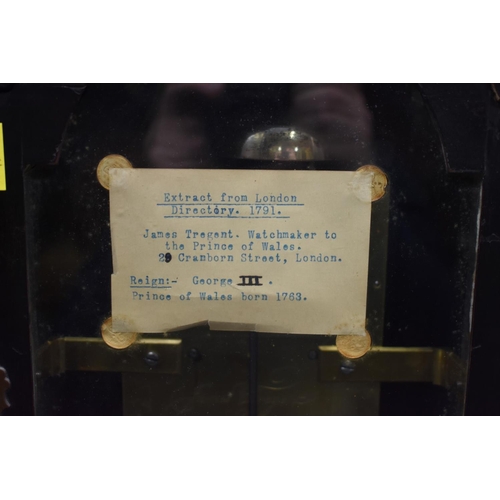 Extract from London
Directory. 1791.
James Tregent. Watchmaker to
the Prince of Wales.
29 Cranborn Street, London.
Reign:- George III.
Prince of Wales born 1763.